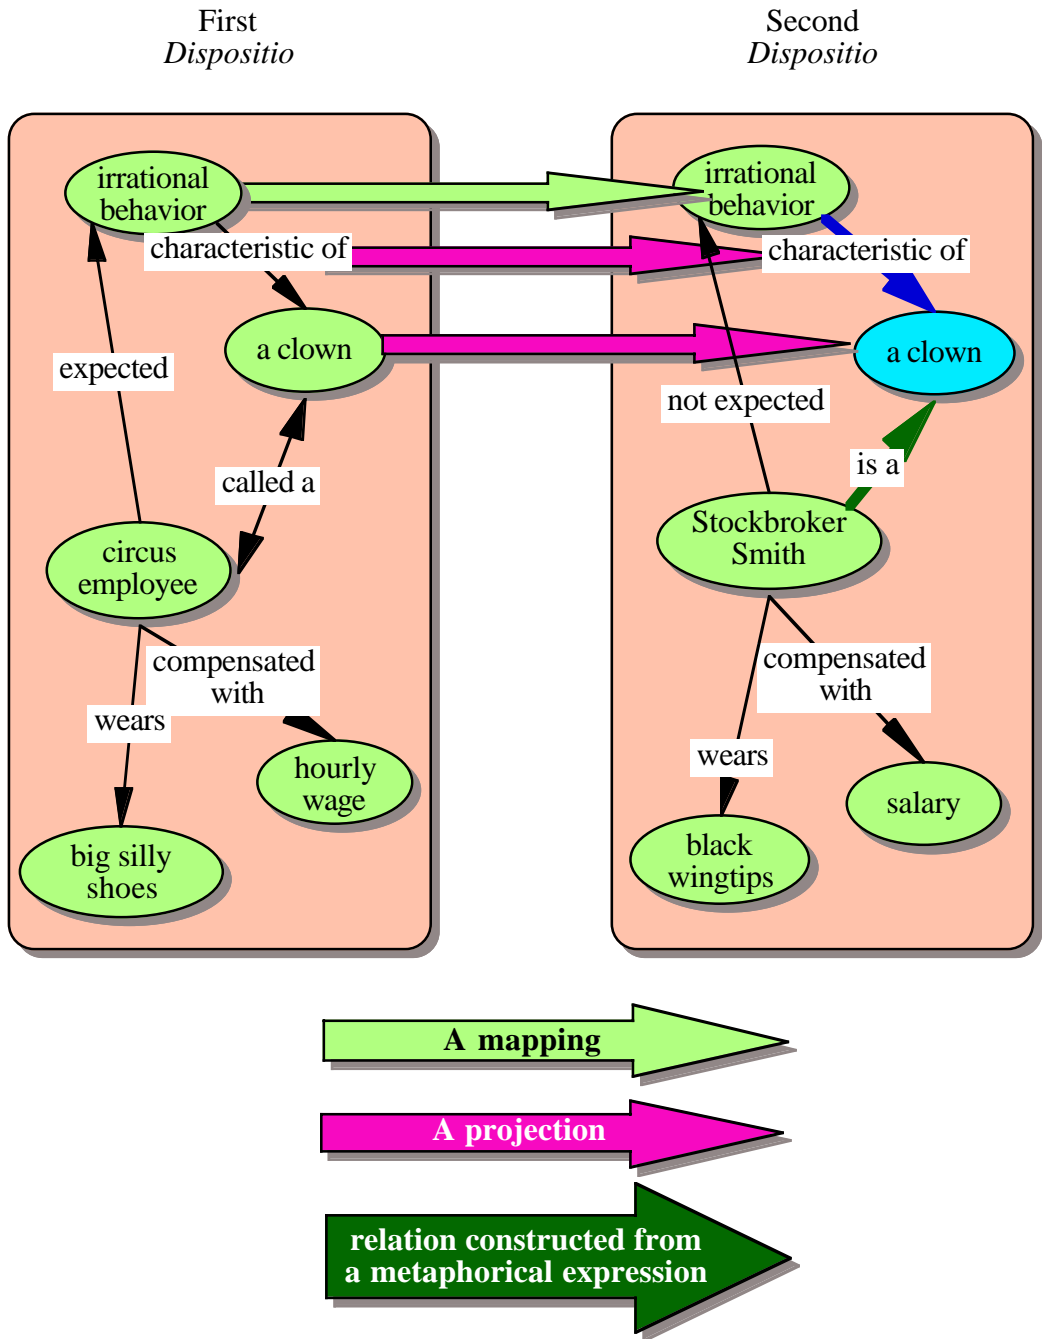 First
Dispositio
Second
Dispositio
irrational
behavior
characteristic of
a clown
expected
called a
circus
employee
compensated
with
wears
hourly
wage
big silly
shoes
irrational
behavior
characteristic of
a clown
not expected
is a
Stockbroker
Smith
compensated
with
wears
salary
black
wingtips
A mapping
A projection
relation constructed from
a metaphorical expression